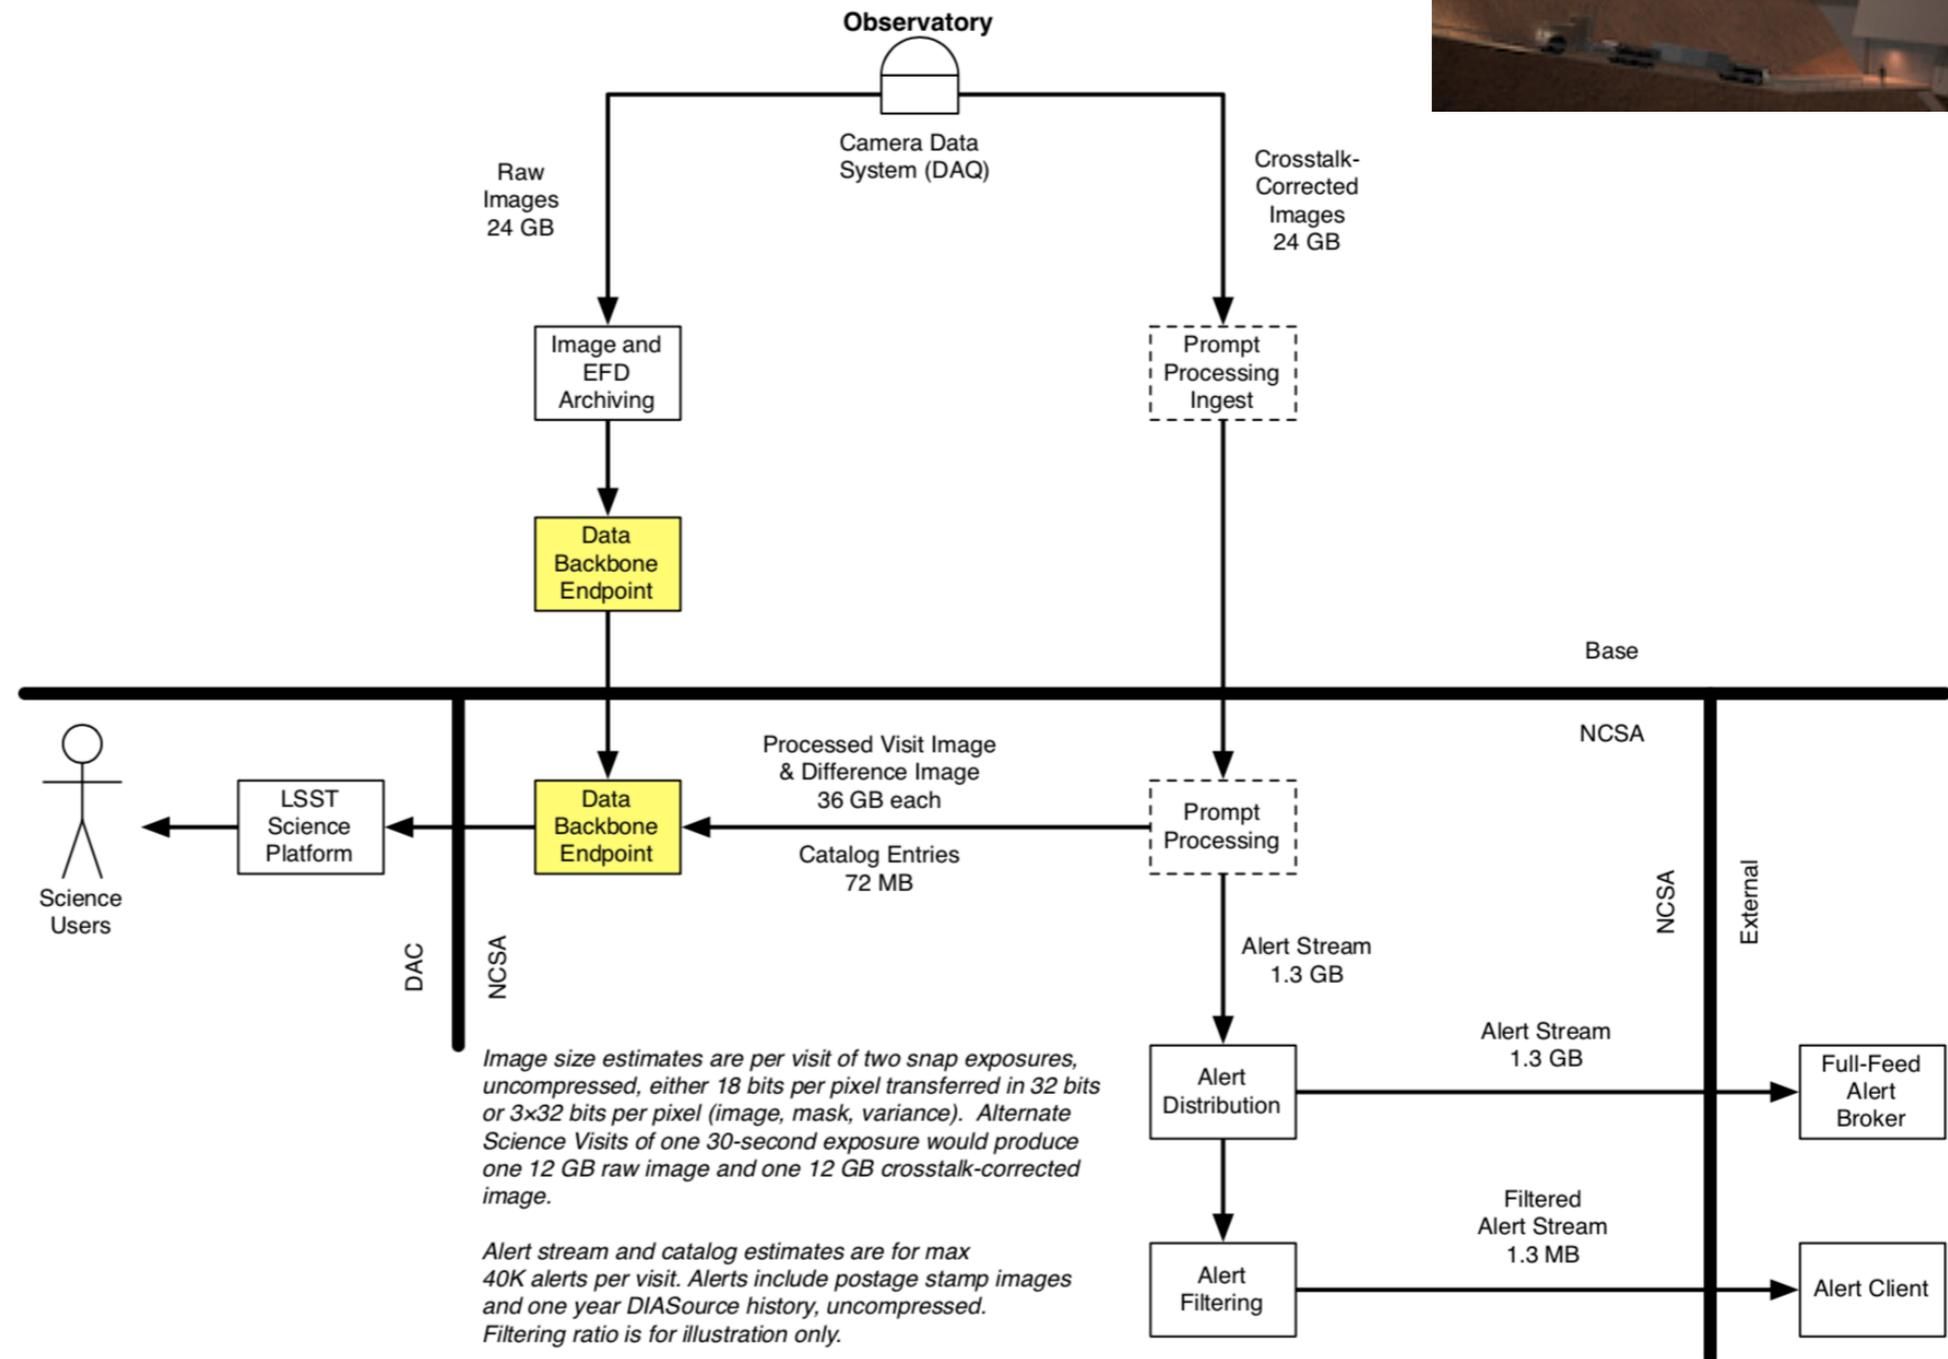 Observatory
Camera Data
System (DAQ)
Raw
Images
24 GB
Crosstalk-
Corrected
Images
24 GB
Image and
EFD
Archiving
Prompt
Processing
Ingest
Data
Backbone
Endpoint
Base
NCSA
Processed Visit Image
& Difference Image
36 GB each
LSST
Science
Platform
Data
Backbone
Endpoint
Prompt
Processing
Catalog Entries
72 MB
Science
Users
DAC
NCSA
NCSA
External
Alert Stream
1.3 GB
Alert Stream
1.3 GB
Alert
Distribution
Full-Feed
Alert
Broker
Image size estimates are per visit of two snap exposures,
uncompressed, either 18 bits per pixel transferred in 32 bits
or 3×32 bits per pixel (image, mask, variance). Alternate
Science Visits of one 30-second exposure would produce
one 12 GB raw image and one 12 GB crosstalk-corrected
image.
Filtered
Alert Stream
1.3 MB
Alert
Filtering
Alert Client
Alert stream and catalog estimates are for max
40K alerts per visit. Alerts include postage stamp images
and one year DIASource history, uncompressed.
Filtering ratio is for illustration only.